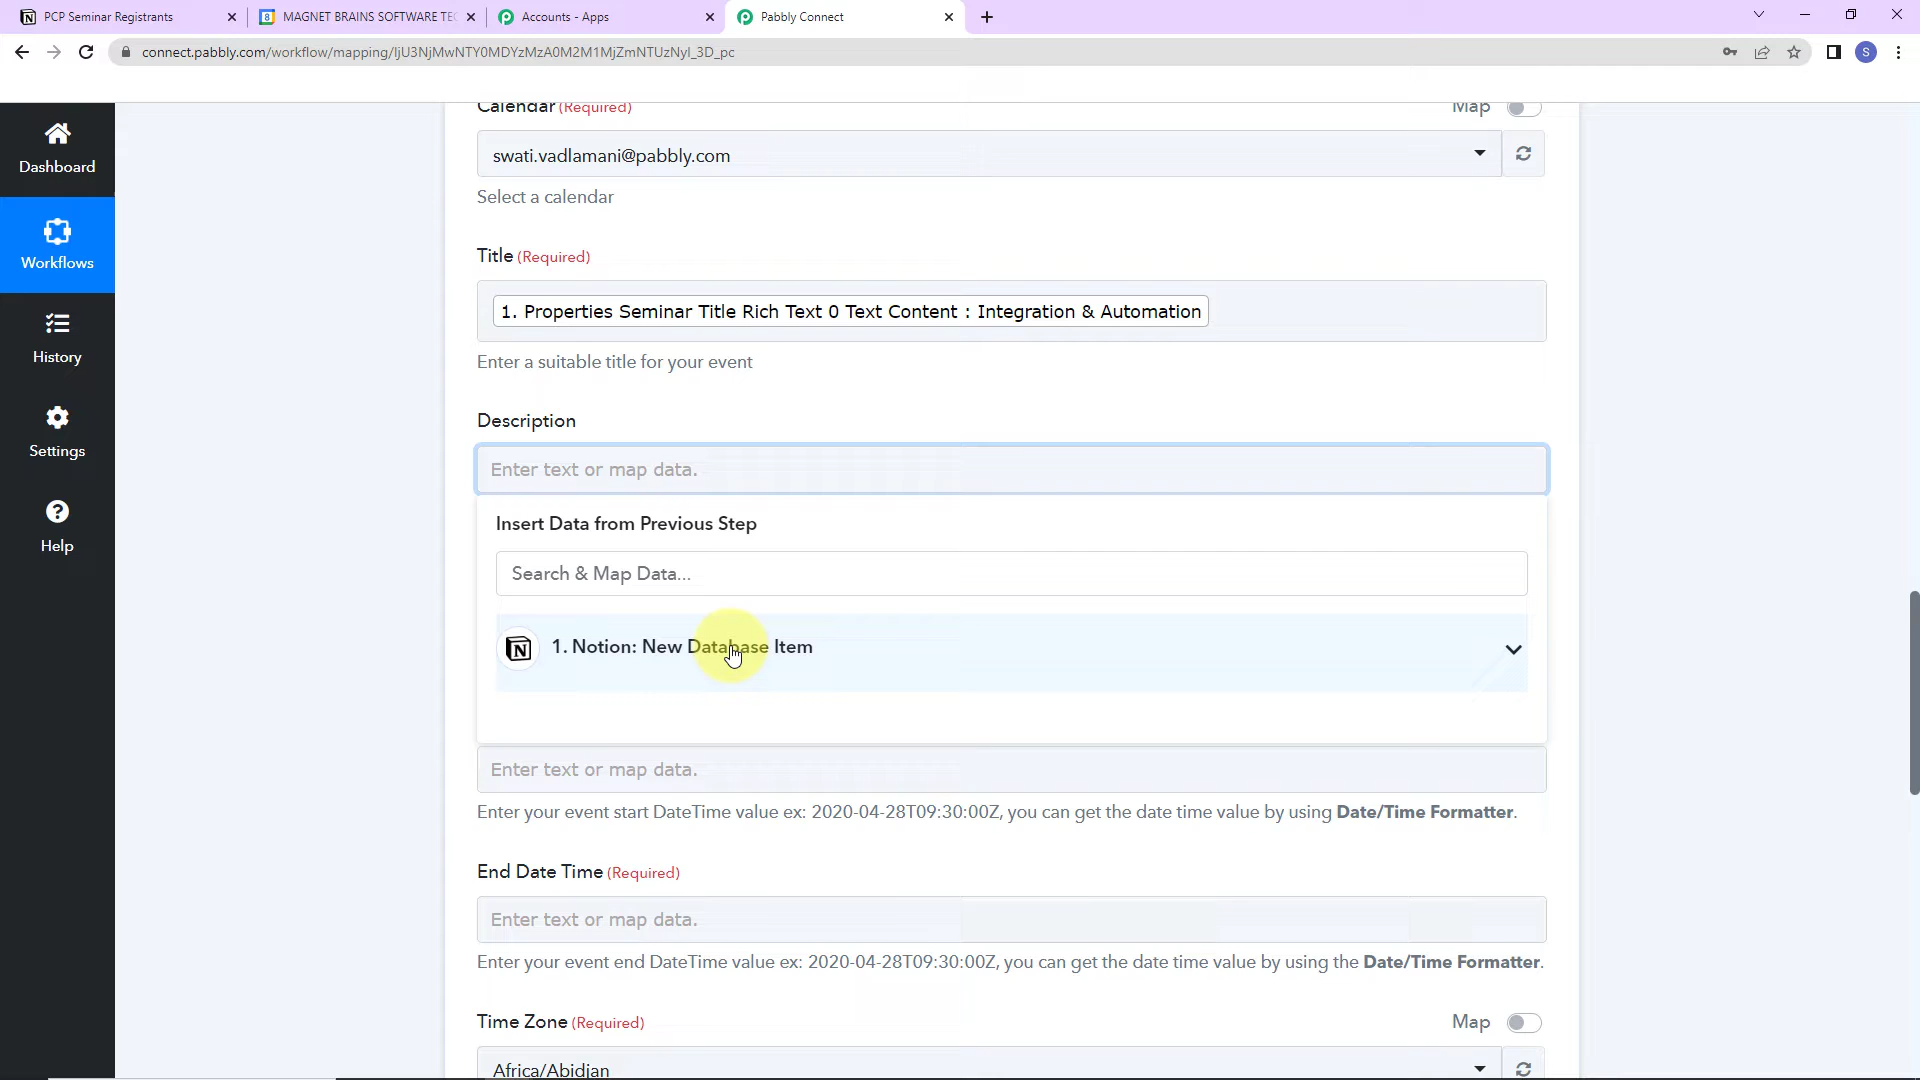 PCP Seminar Registrants
MAGNET BRAINS SOFTWARE TEC
Accounts - Apps
Pabbly Connect
connect.pabbly.com/workflow/mapping/IjU3NjMwNTY0MDYzMzA0M2M1MjZmNTUzNyI_3D_pc
S
Dashboard
Workflows
History
Settings
Help
Calendar (Required)
Map
swati.vadlamani@pabbly.com
Select a calendar
Title (Required)
1. Properties Seminar Title Rich Text 0 Text Content : Integration & Automation
Enter a suitable title for your event
Description
Enter text or map data.
Insert Data from Previous Step
Search & Map Data...
1. Notion: New Database Item
Enter text or map data.
Enter your event start DateTime value ex: 2020-04-28T09:30:00Z, you can get the date time value by using Date/Time Formatter.
End Date Time (Required)
Enter text or map data.
Enter your event end DateTime value ex: 2020-04-28T09:30:00Z, you can get the date time value by using the Date/Time Formatter.
Time Zone (Required)
Map
Africa/Abidjan